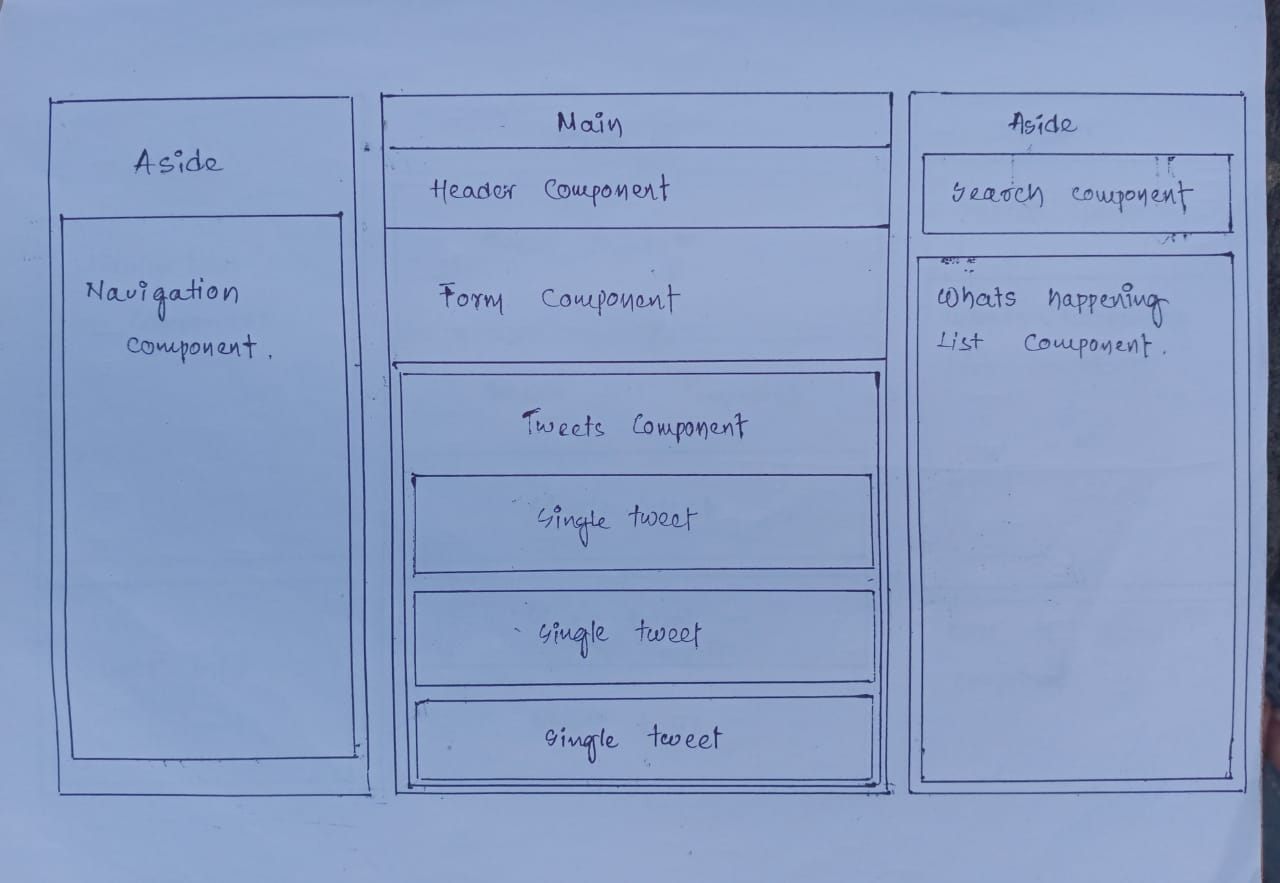 Aside
Navigation
Component.
Main
Header Component
Form Component
Tweets Component
Single tweet
Single tweet
Single tweet
Aside
Search component
Whats happening
List Component.